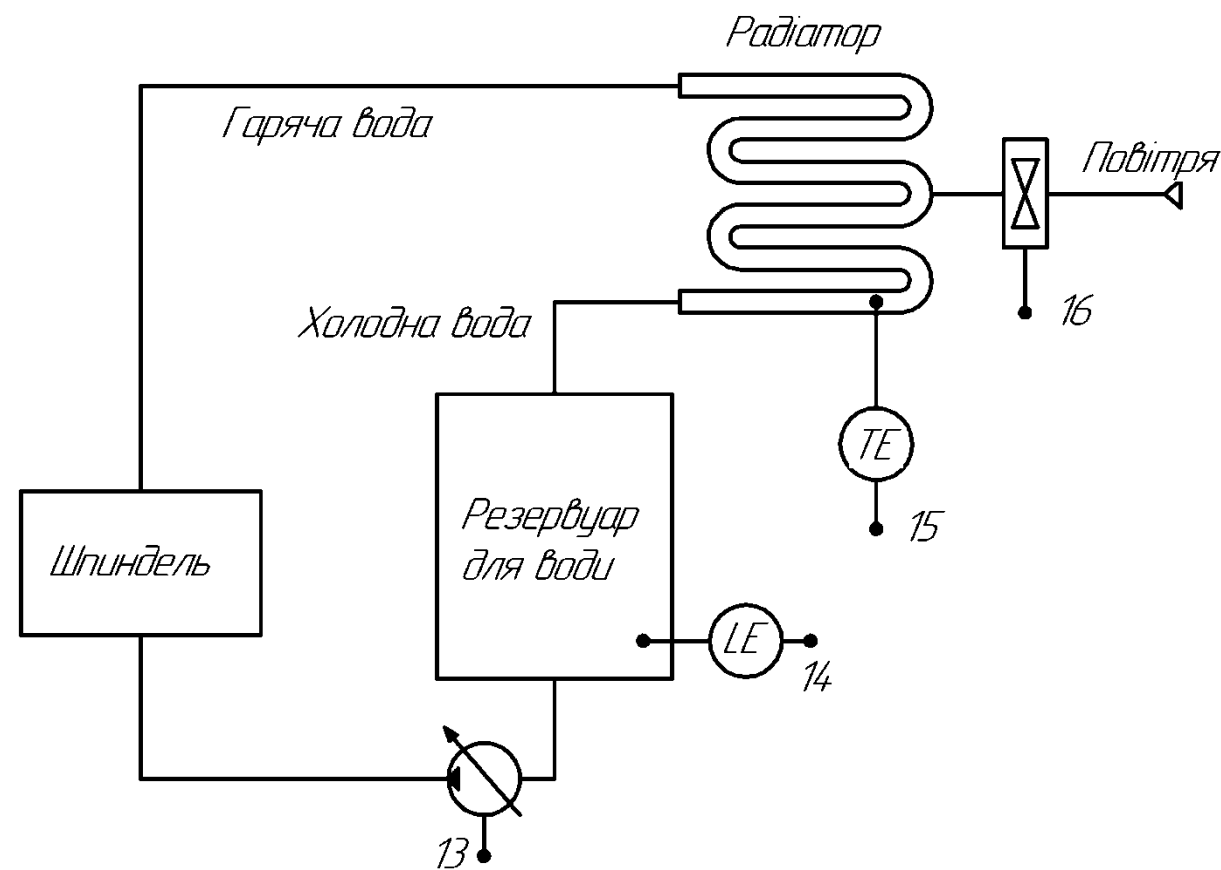 Радіатор
Гаряча вода
Повітря
16
Холодна вода
TE
15
Резервуар
для води
Шпиндель
LE
14
13